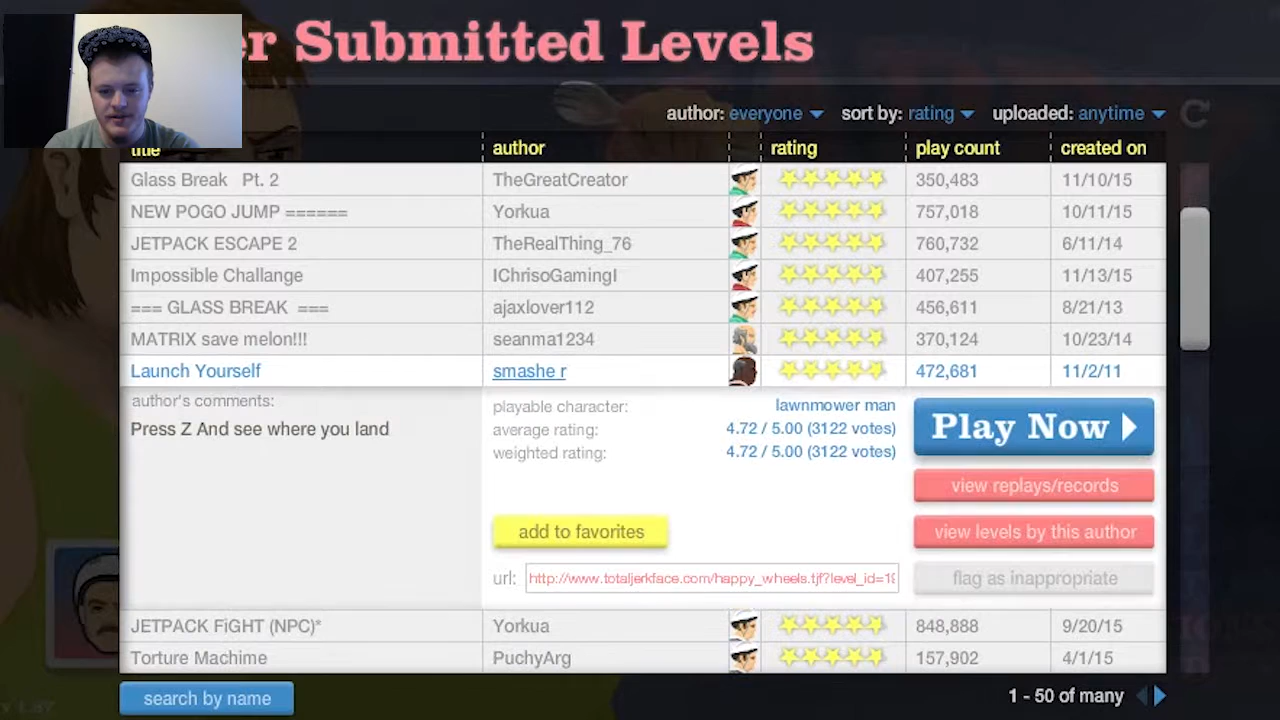 er Submitted Levels
author: everyone sort by: rating uploaded: anytime
title author rating play count created on
Glass Break Pt. 2 TheGreatCreator 350,483 11/10/15
NEW POGO JUMP ====== Yorkua 757,018 10/11/15
JETPACK ESCAPE 2 TheRealThing_76 760,732 6/11/14
Impossible Challange IChrisoGamingI 407,255 11/13/15
=== GLASS BREAK === ajaxlover112 456,611 8/21/13
MATRIX save melon!!! seanma1234 370,124 10/23/14
Launch Yourself smashe r 472,681 11/2/11
author's comments:
Press Z And see where you land
playable character: lawnmower man
average rating: 4.72 / 5.00 (3122 votes)
weighted rating: 4.72 / 5.00 (3122 votes)
add to favorites
url: http://www.totaljerkface.com/happy_wheels.tjf?level_id=1
Play Now
view replays/records
view levels by this author
flag as inappropriate
JETPACK FiGHT (NPC)* Yorkua 848,888 9/20/15
Torture Machine PuchyArg 157,902 4/1/15
search by name
1 - 50 of many